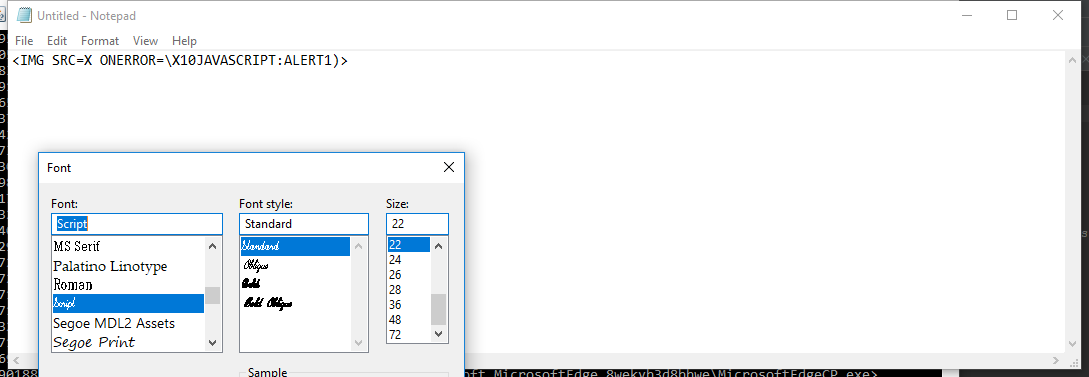 Untitled - Notepad
File Edit Format View Help
<IMG SRC=X ONERROR=\X10JAVASCRIPT:ALERT1)>
Font
Font: Font style: Size:
Script Standard 22
MS Serif Standard 22
Palatino Linotype Oblique 24
Roman Bold 26
Script Bold Oblique 28
Segoe MDL2 Assets 36
Segoe Print 48
72
Sample
90188
oft.MicrosoftEdge_8wekyb3d8bbwe\MicrosoftEdgeCP.exe>